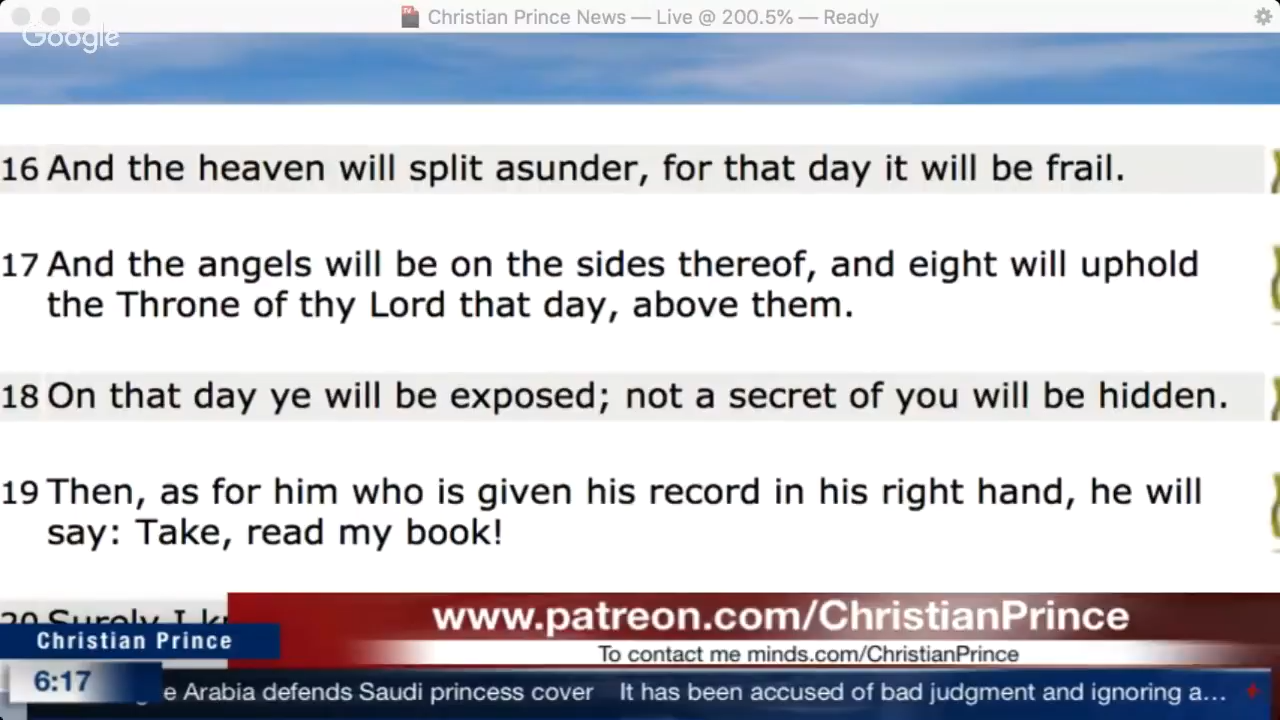 Christian Prince News — Live @ 200.5% — Ready
Google
16 And the heaven will split asunder, for that day it will be frail.
17 And the angels will be on the sides thereof, and eight will uphold
the Throne of thy Lord that day, above them.
18 On that day ye will be exposed; not a secret of you will be hidden.
19 Then, as for him who is given his record in his right hand, he will
say: Take, read my book!
20 Surely I
www.patreon.com/ChristianPrince
Christian Prince
To contact me minds.com/ChristianPrince
6:17
e Arabia defends Saudi princess cover It has been accused of bad judgment and ignoring a...